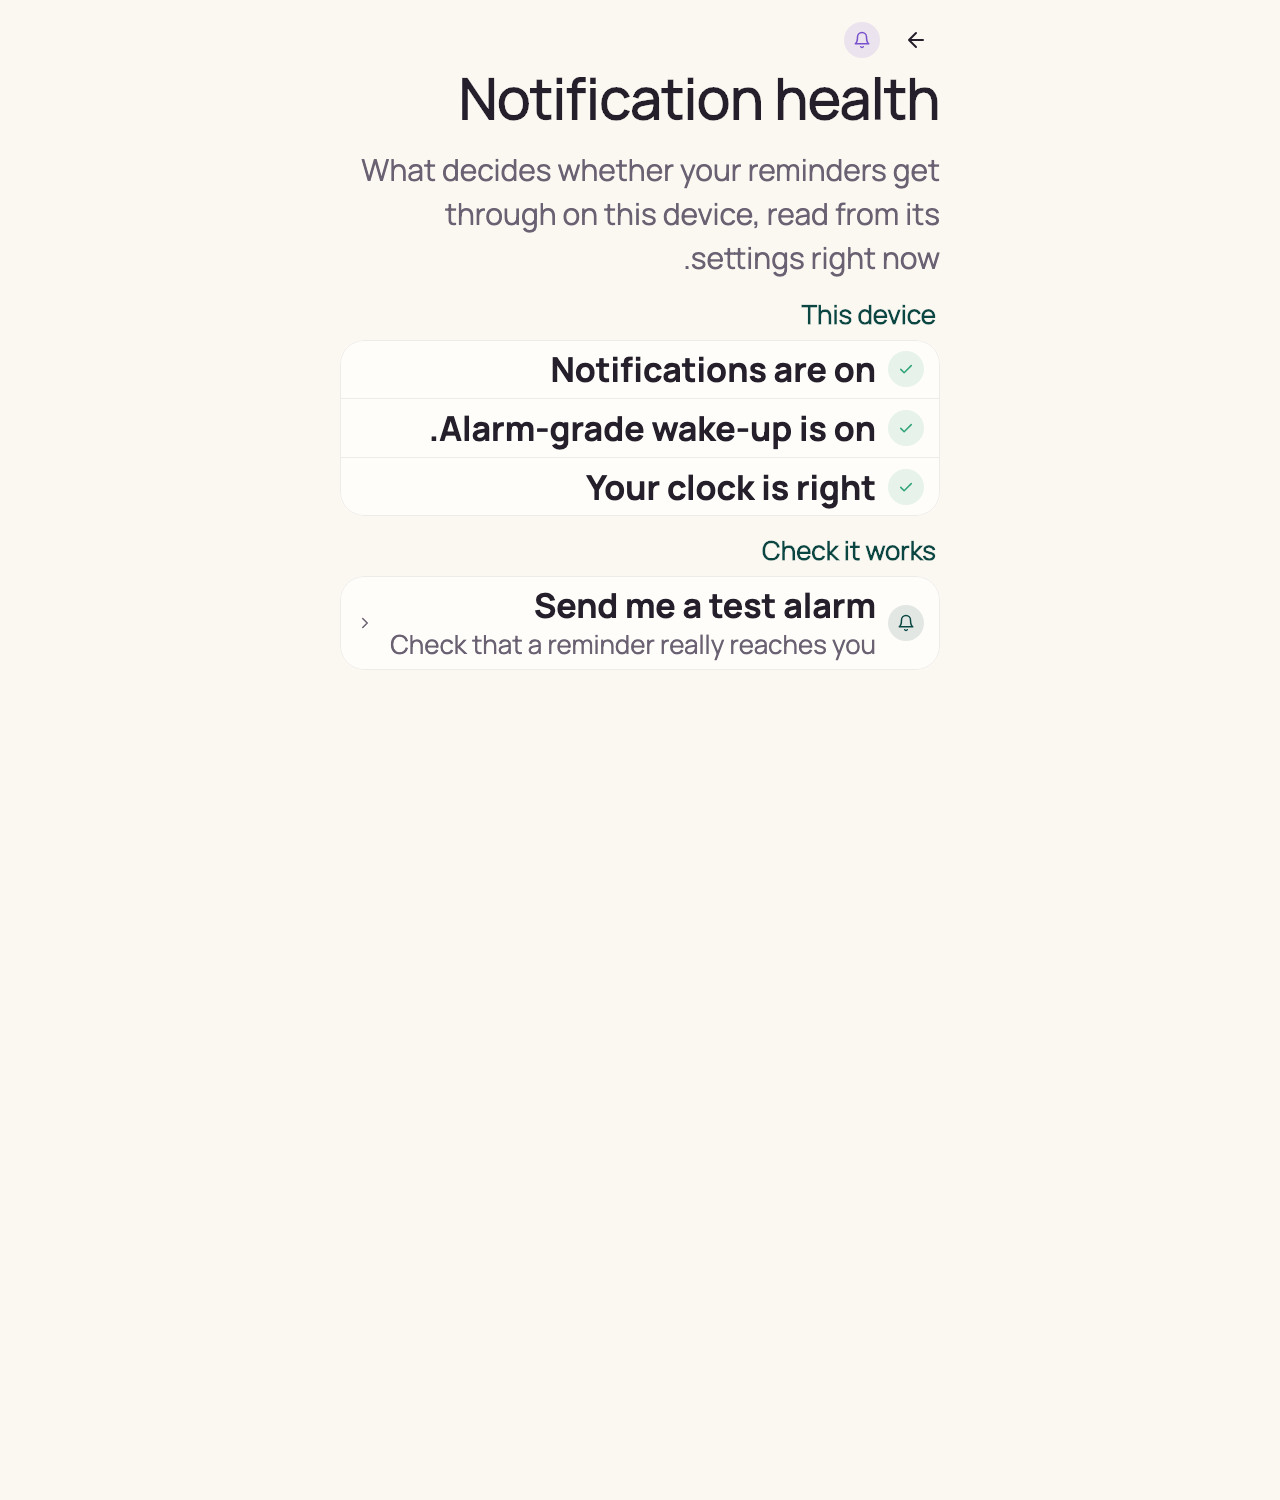 Notification health
What decides whether your reminders get
through on this device, read from its
settings right now.
This device
Notifications are on
Alarm-grade wake-up is on.
Your clock is right
Check it works
Send me a test alarm
Check that a reminder really reaches you